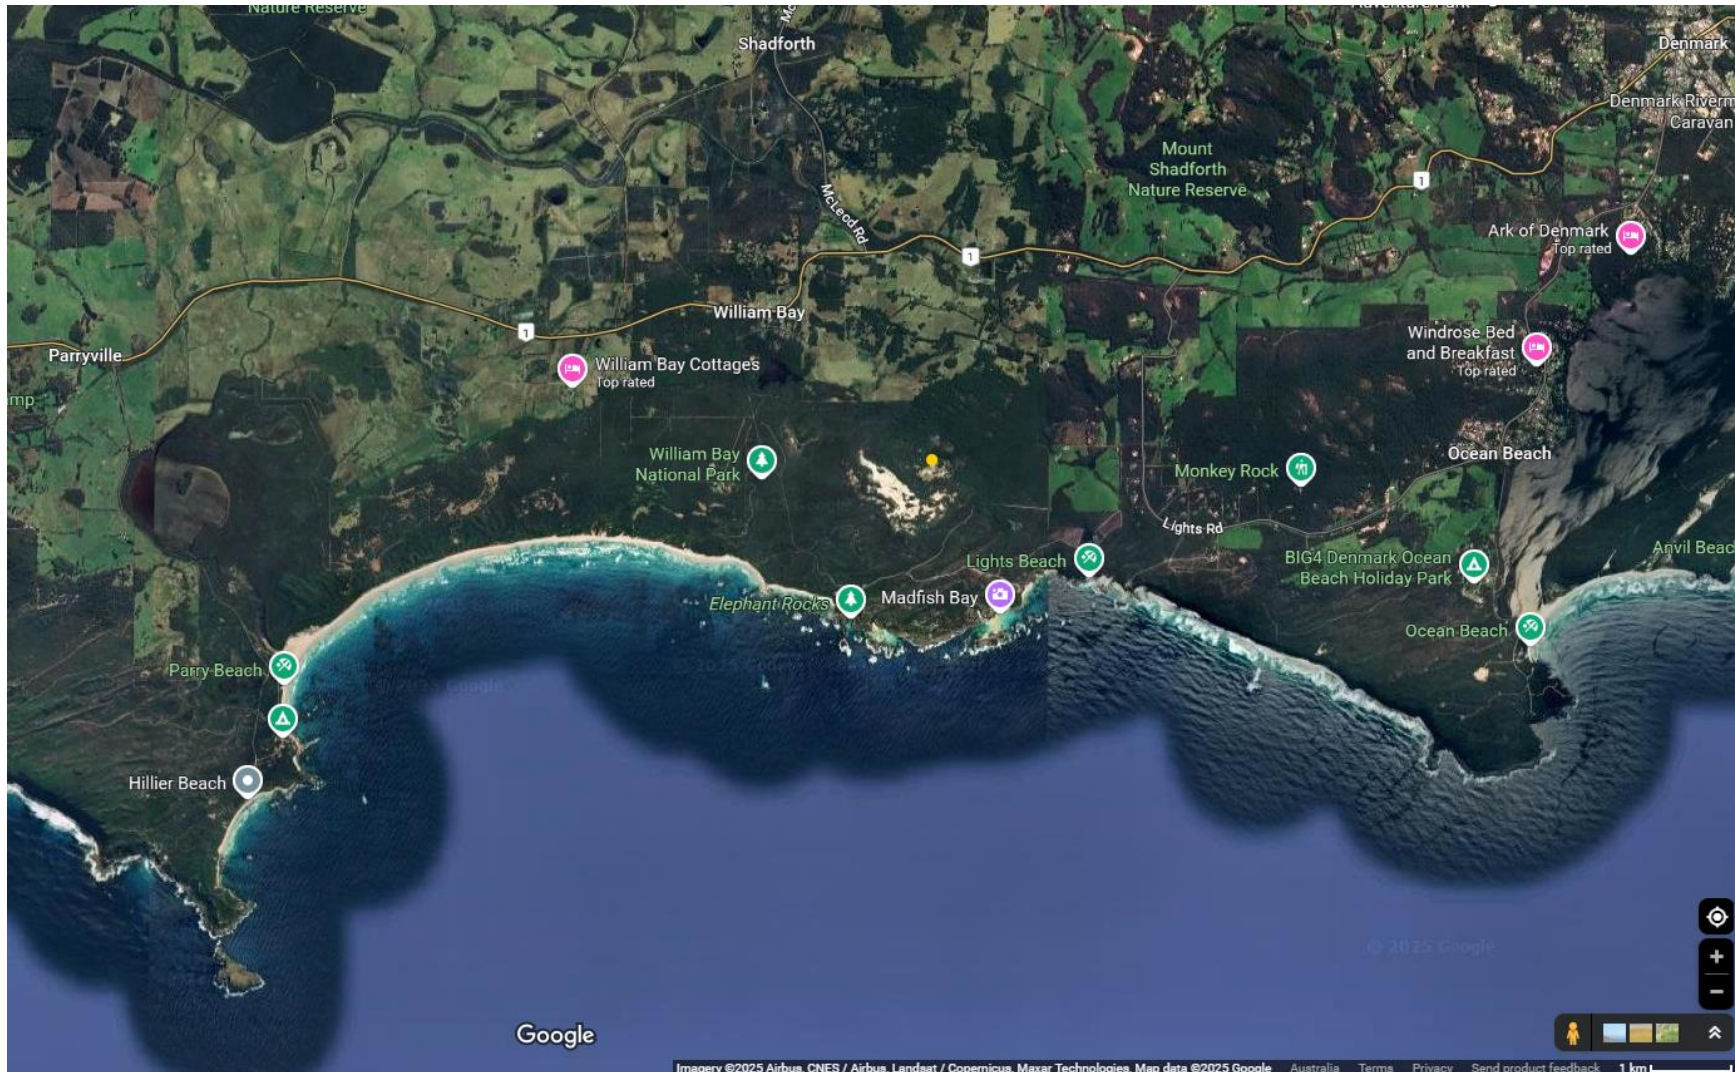 Nature Reserve
Shadforth
Denmark
Denmark Riverm
Caravan
Mount
Shadforth
Nature Reserve
1
McLeod Rd
Ark of Denmark
Top rated
1
William Bay
1
Parryville
William Bay Cottages
Top rated
Windrose Bed
and Breakfast
Top rated
mp
William Bay
National Park
Ocean Beach
Monkey Rock
Lights Rd
Lights Beach
BIG4 Denmark Ocean
Beach Holiday Park
Anvil Beac
Elephant Rocks
Madfish Bay
Ocean Beach
Parry Beach
Hillier Beach
© 2025 Google
Google
Imagery ©2025 Airbus, CNES / Airbus, Landsat / Copernicus, Maxar Technologies, Map data ©2025 Google Australia Terms Privacy Send product feedback 1 km